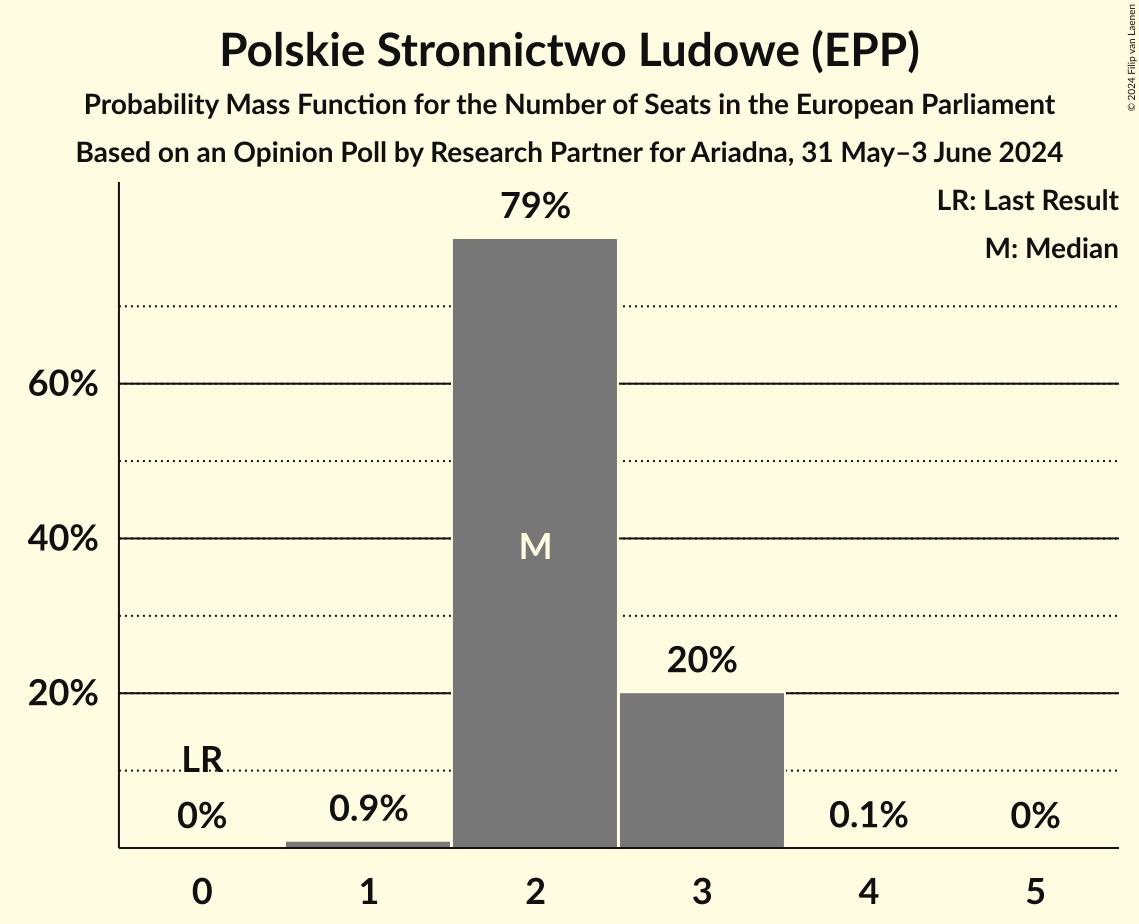 Polskie Stronnictwo Ludowe (EPP)
Probability Mass Function for the Number of Seats in the European Parliament
Based on an Opinion Poll by Research Partner for Ariadna, 31 May–3 June 2024
© 2024 Filip van Laenen
LR: Last Result
M: Median
79%
60%
40%
M
20%
20%
LR
0%
0.9%
0.1%
0%
0 1 2 3 4 5